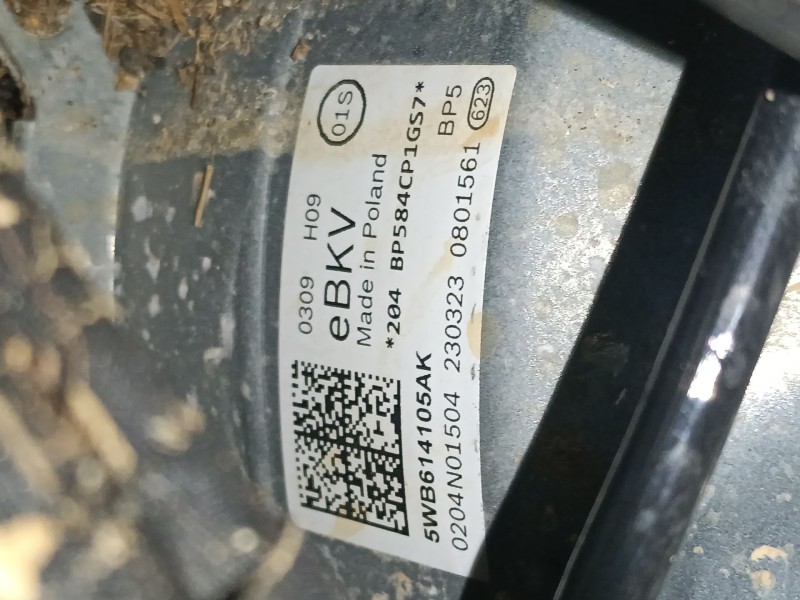 0309 H09 01S
eBKV
Made in Poland
*204 BP584CP1GS7*
5WB614105AK BP5
0204N01504 230323 0801561 623